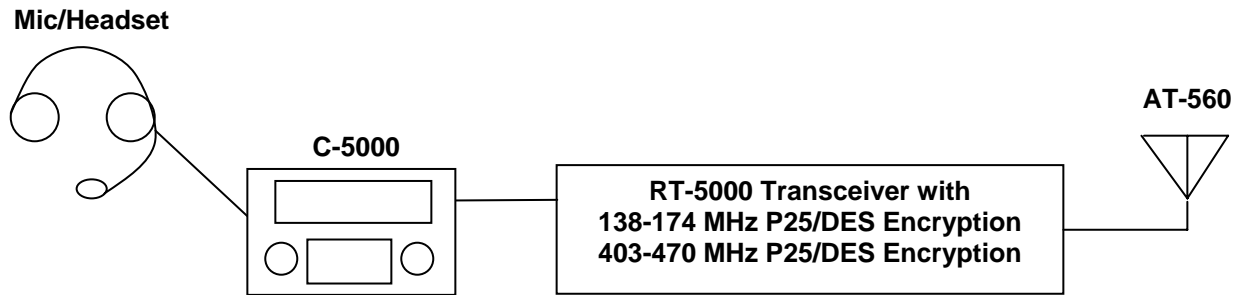 Mic/Headset
AT-560
C-5000
RT-5000 Transceiver with
138-174 MHz P25/DES Encryption
403-470 MHz P25/DES Encryption